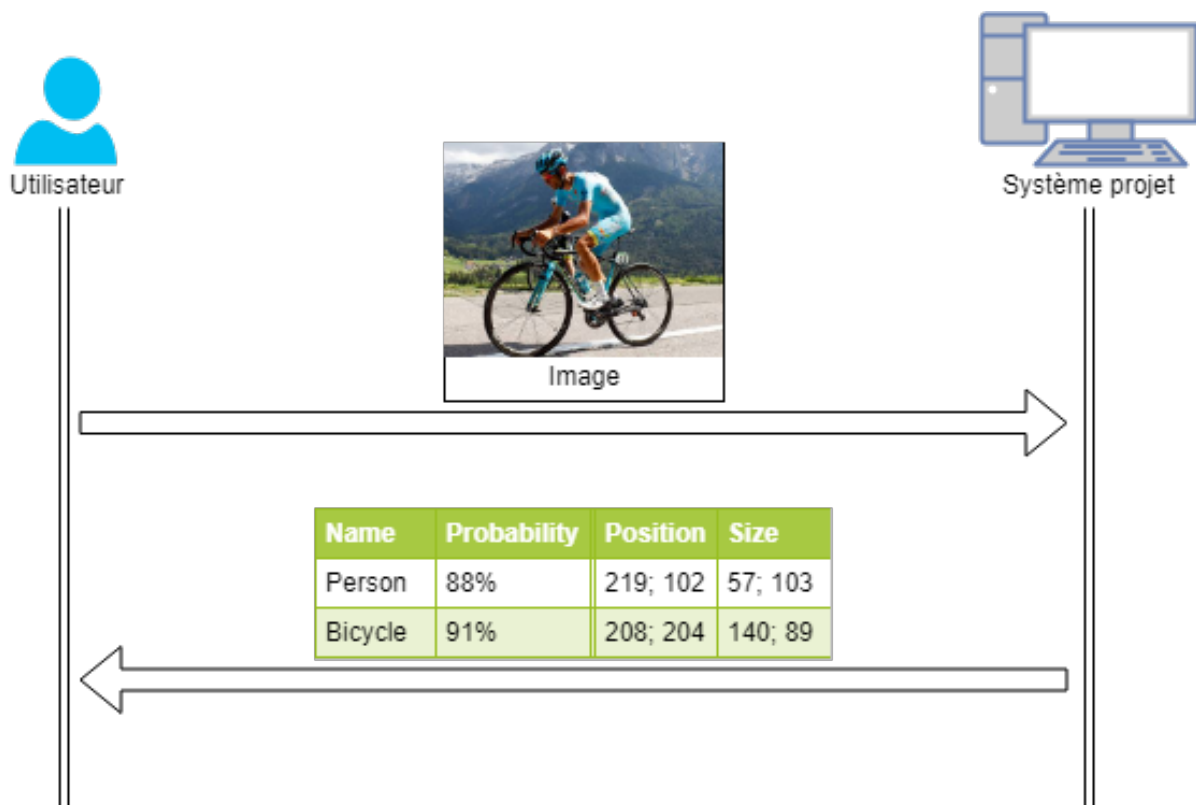 Utilisateur
Système projet
Image
Name Probability Position Size
Person 88% 219; 102 57; 103
Bicycle 91% 208; 204 140; 89